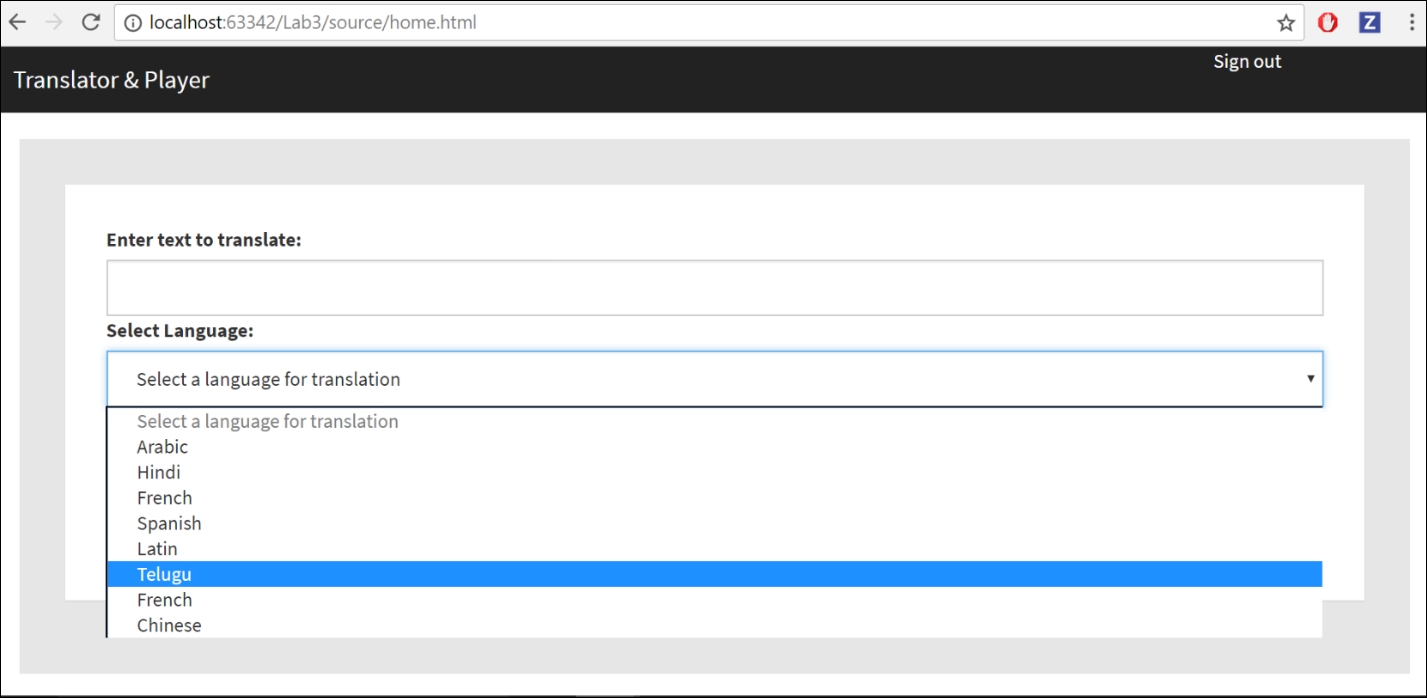 localhost:63342/Lab3/source/home.html
Z
Sign out
Translator & Player
Enter text to translate:
Select Language:
Select a language for translation
Select a language for translation
Arabic
Hindi
French
Spanish
Latin
Telugu
French
Chinese